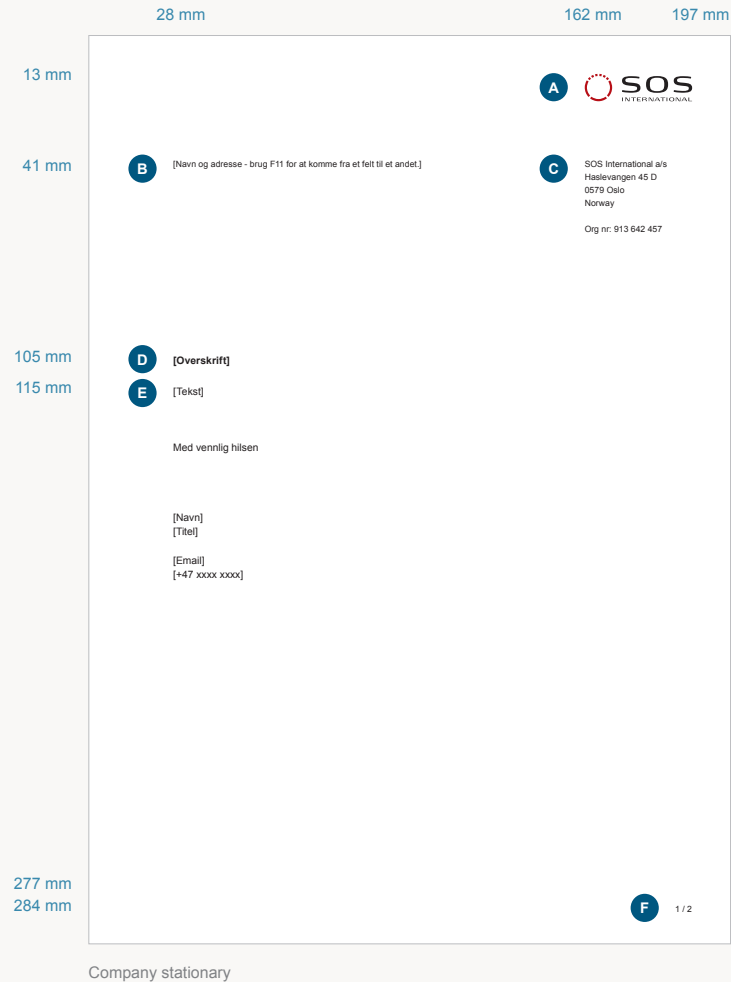 28 mm
162 mm
197 mm
13 mm
A
SOS
INTERNATIONAL
41 mm
B
[Navn og adresse - brug F11 for at komme fra et felt til et andet.]
C
SOS International a/s
Haslevangen 45 D
0579 Oslo
Norway
Org nr: 913 642 457
105 mm
D
[Overskrift]
115 mm
E
[Tekst]
Med vennlig hilsen
[Navn]
[Titel]
[Email]
[+47 xxxx xxxx]
277 mm
284 mm
F
1 / 2
Company stationary